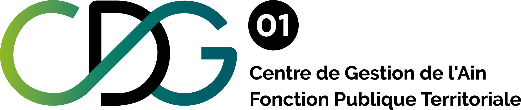 CDG 01
Centre de Gestion de l'Ain
Fonction Publique Territoriale